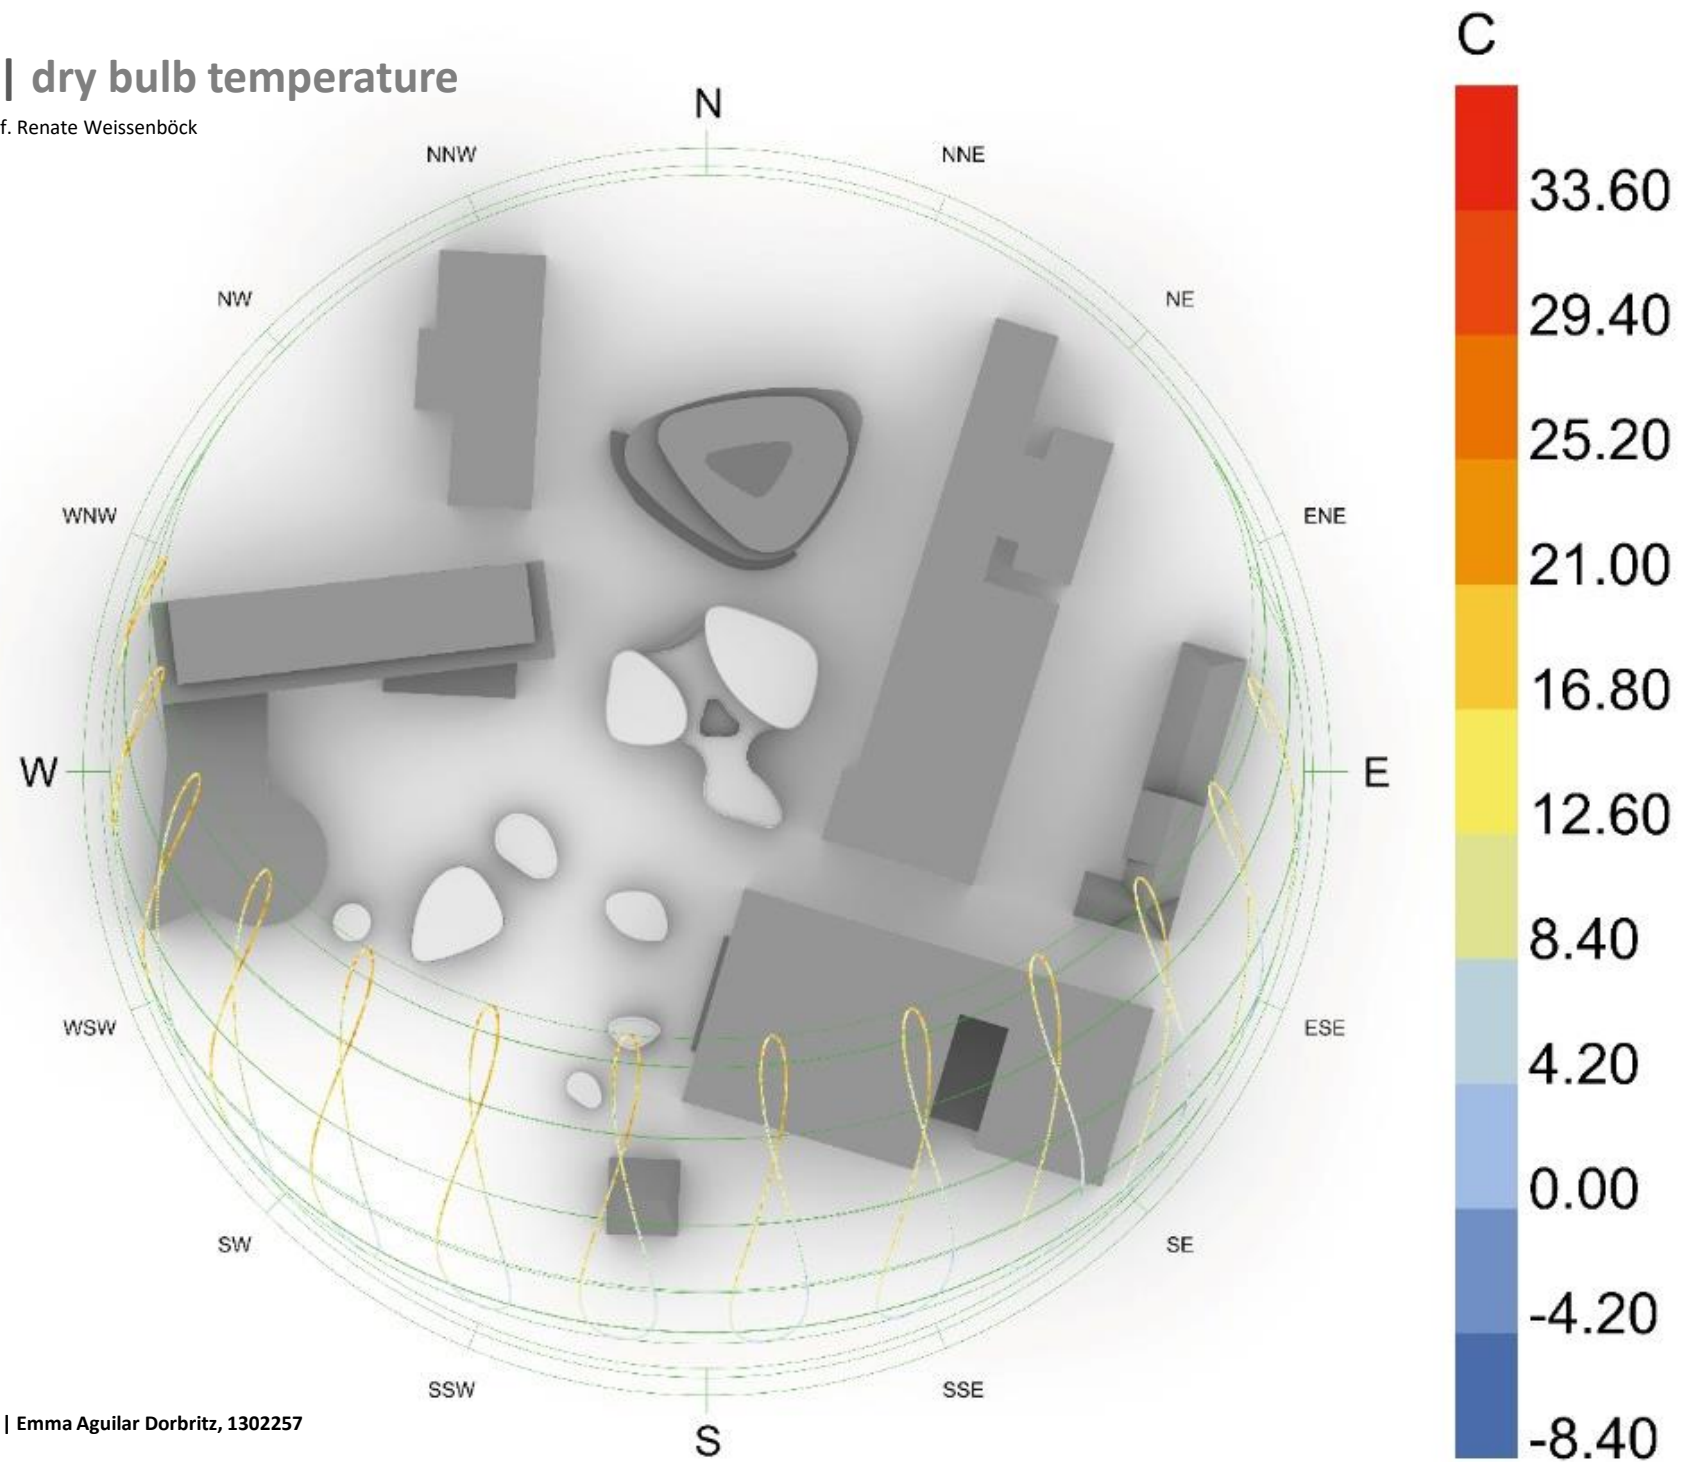 | dry bulb temperature
f. Renate Weissenböck
C
N
NNW
NNE
NW
NE
WNW
ENE
W
E
WSW
ESE
SW
SE
SSW
SSE
S
33.60
29.40
25.20
21.00
16.80
12.60
8.40
4.20
0.00
-4.20
-8.40
| Emma Aguilar Dorbritz, 1302257